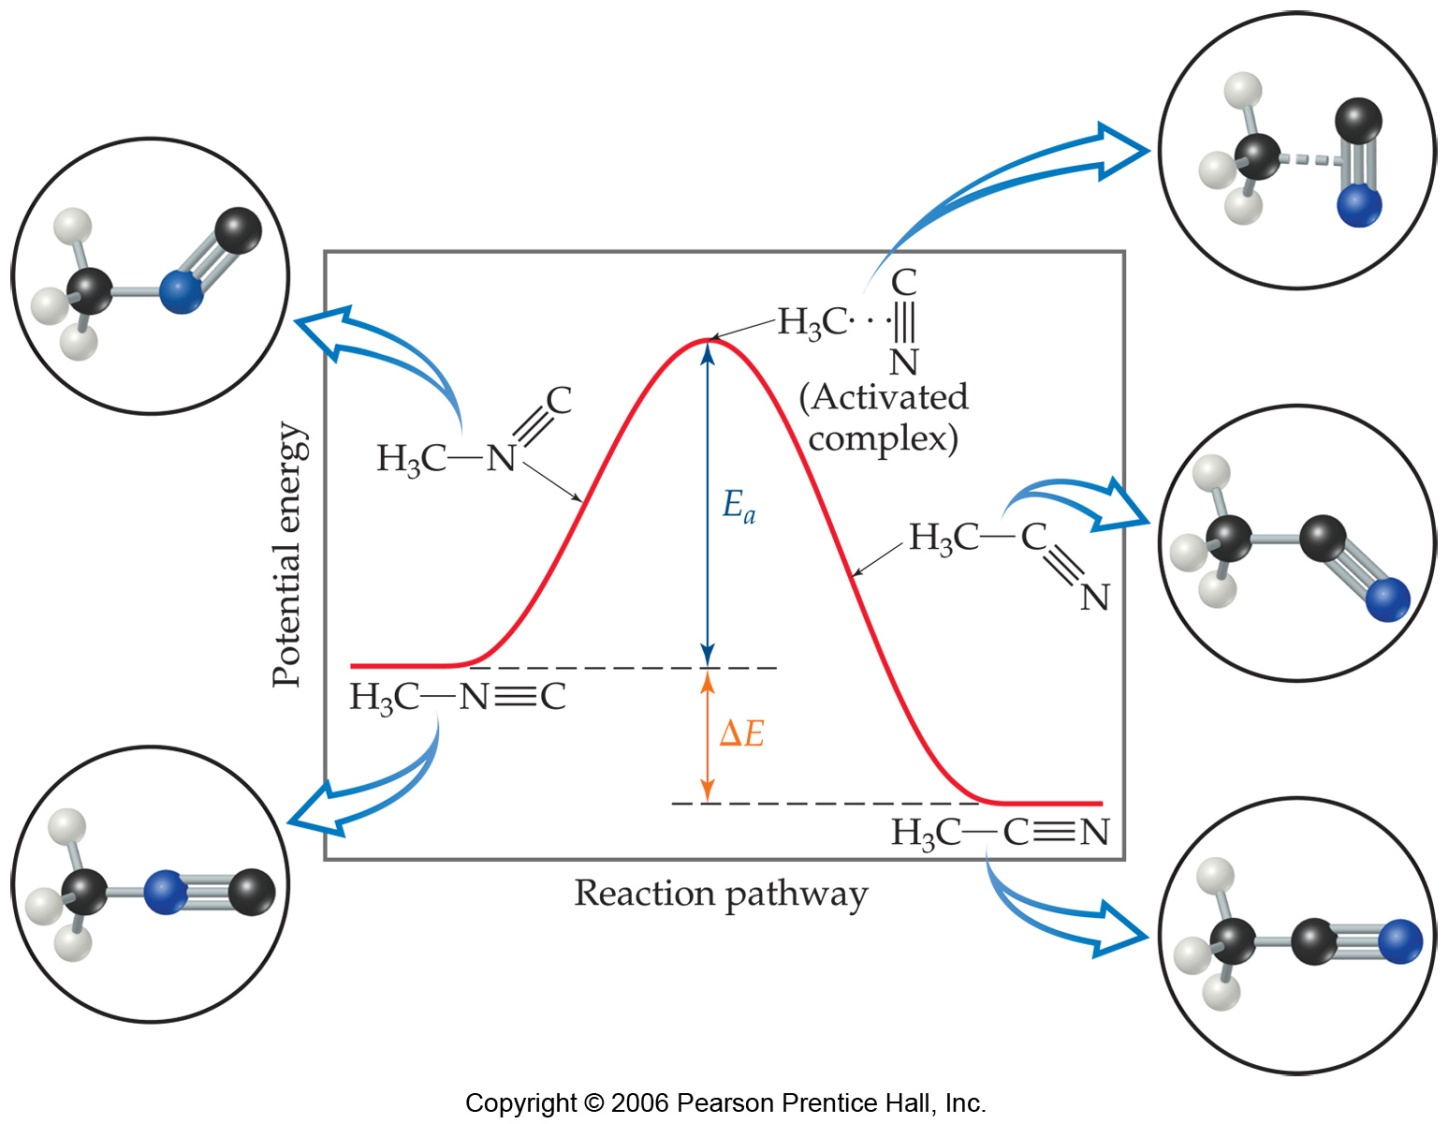 C
H₃C···
N
(Activated
complex)
C
H₃C—N
Eₐ
H₃C—C
N
Potential energy
H₃C—N≡C
ΔE
H₃C—C≡N
Reaction pathway
Copyright © 2006 Pearson Prentice Hall, Inc.